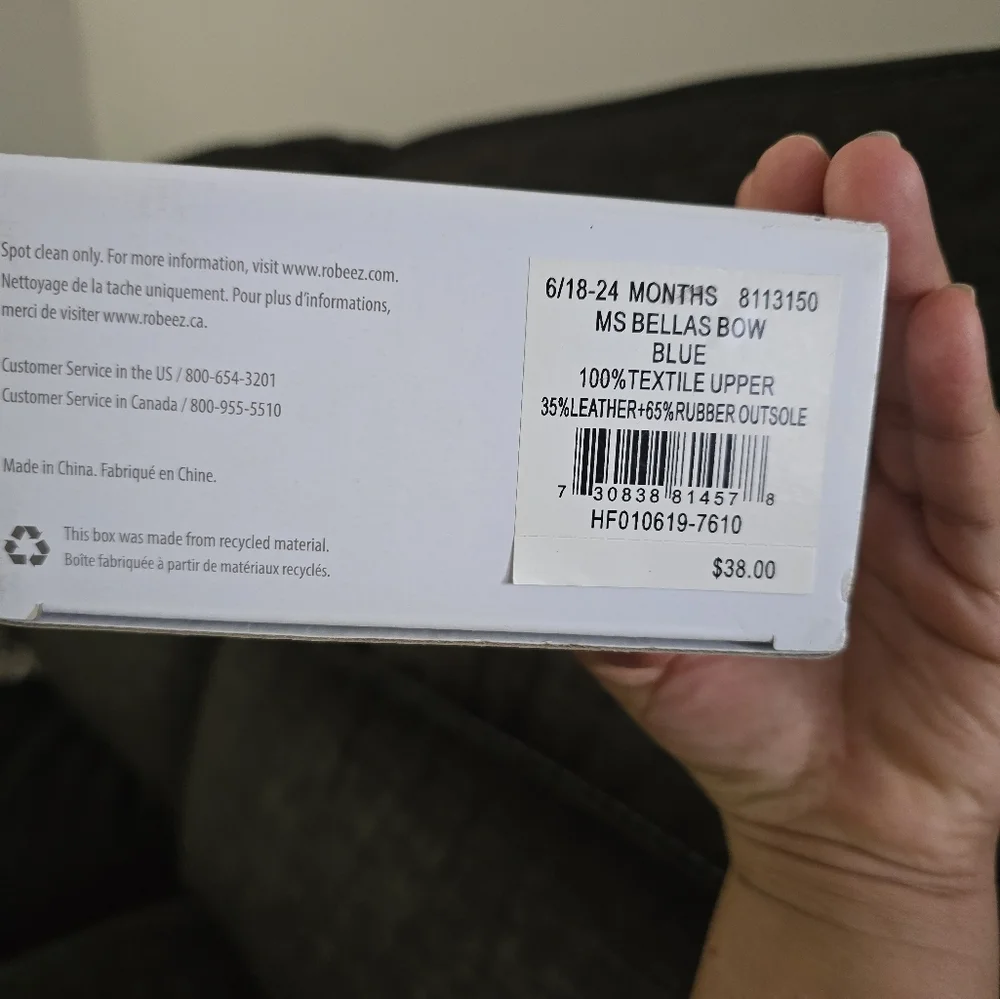 Spot clean only. For more information, visit www.robeez.com.
Nettoyage de la tache uniquement. Pour plus d'informations,
merci de visiter www.robeez.ca.
Customer Service in the US / 800-654-3201
Customer Service in Canada / 800-955-5510
Made in China. Fabriqué en Chine.
This box was made from recycled material.
Boîte fabriquée à partir de matériaux recyclés.
6/18-24 MONTHS 8113150
MS BELLAS BOW
BLUE
100%TEXTILE UPPER
35%LEATHER+65%RUBBER OUTSOLE
7 30838 81457 8
HF010619-7610
$38.00